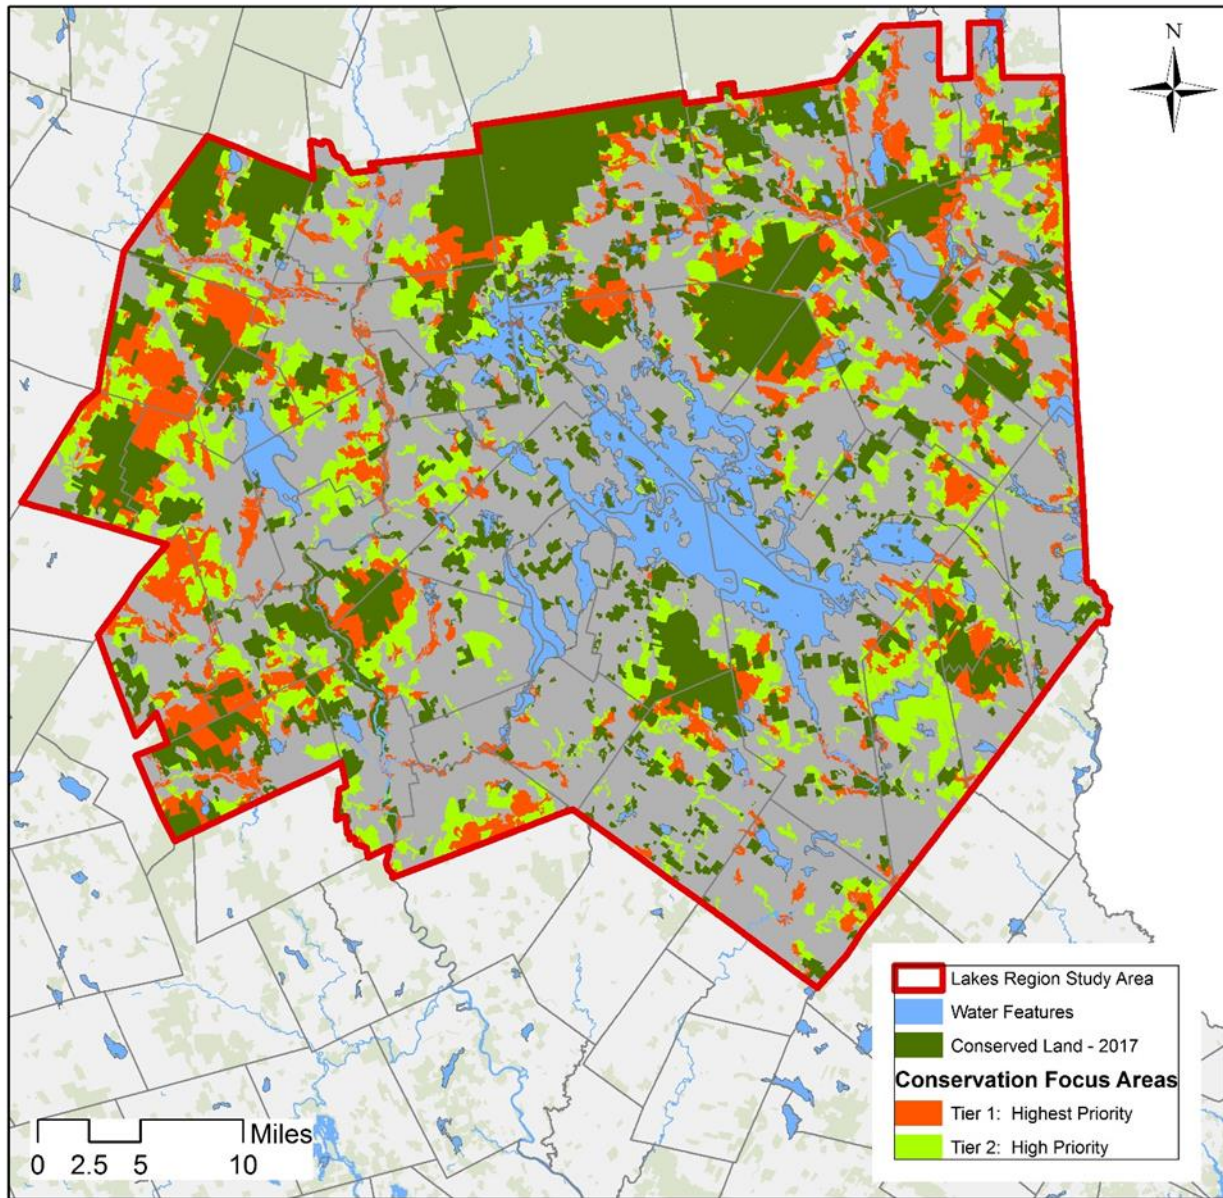 N
Lakes Region Study Area
Water Features
Conserved Land - 2017
Conservation Focus Areas
Tier 1: Highest Priority
Tier 2: High Priority
Miles
0 2.5 5 10